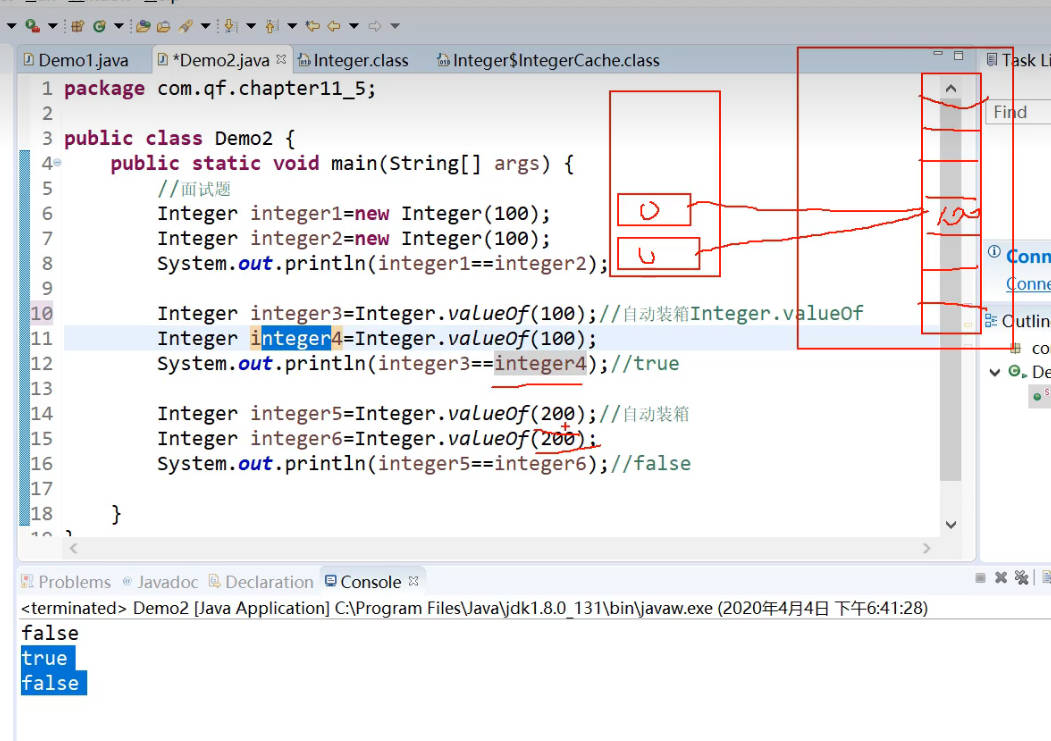 Demo1.java *Demo2.java Integer.class Integer$IntegerCache.class Task Li
Find
1 package com.qf.chapter11_5;
2
3 public class Demo2 {
4 public static void main(String[] args) {
5 //面试题
6 Integer integer1=new Integer(100);
7 Integer integer2=new Integer(100);
8 System.out.println(integer1==integer2);
9
10 Integer integer3=Integer.valueOf(100);//自动装箱Integer.valueOf
11 Integer integer4=Integer.valueOf(100);
12 System.out.println(integer3==integer4);//true
13
14 Integer integer5=Integer.valueOf(200);//自动装箱
15 Integer integer6=Integer.valueOf(200);
16 System.out.println(integer5==integer6);//false
17
18 }
100
Conn
Conne
Outlin
co
De
Problems Javadoc Declaration Console
<terminated> Demo2 [Java Application] C:\Program Files\Java\jdk1.8.0_131\bin\javaw.exe (2020年4月4日 下午6:41:28)
false
true
false